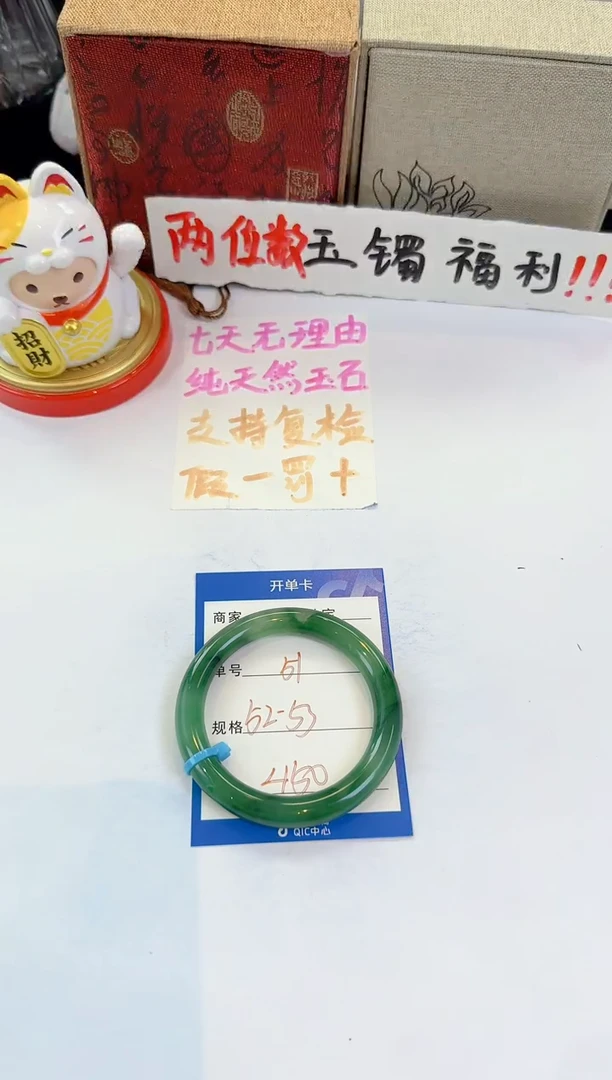 两位数玉镯福利!!!
七天无理由
纯天然玉石
支持复检
假一罚十
招財
开单卡
商家
单号 61
规格 52-53
450
QIC中心